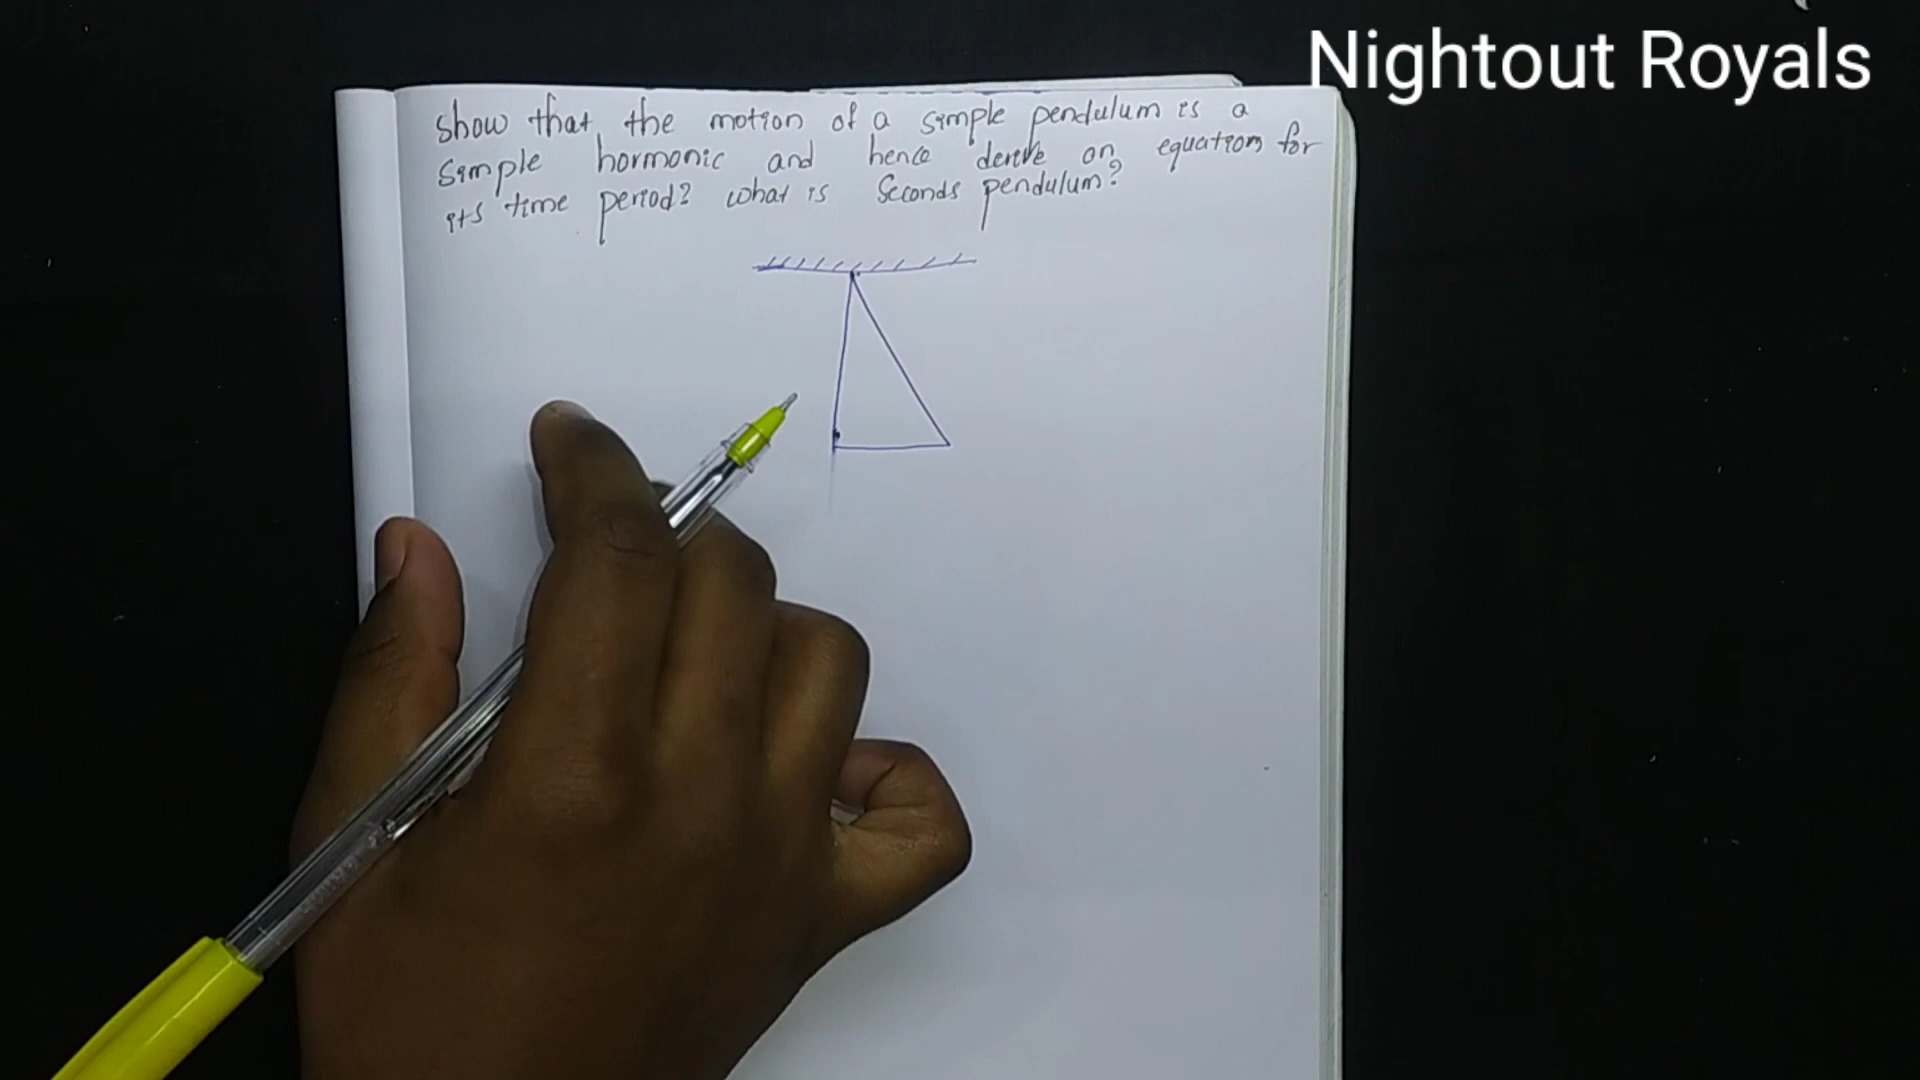 Nightout Royals
show that the motion of a simple pendulum is a
simple hormonic and hence derive an equation for
its time period? what is seconds pendulum?